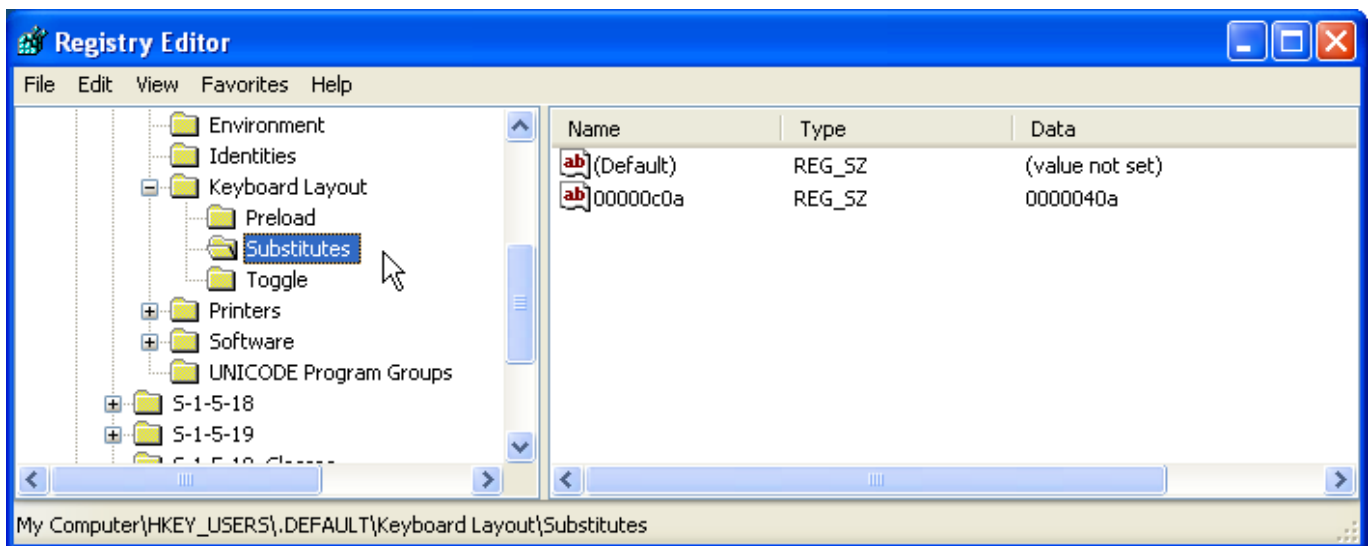 Registry Editor
File Edit View Favorites Help
Environment
Identities
Keyboard Layout
Preload
Substitutes
Toggle
Printers
Software
UNICODE Program Groups
S-1-5-18
S-1-5-19
Name Type Data
ab (Default) REG_SZ (value not set)
ab 00000c0a REG_SZ 0000040a
My Computer\HKEY_USERS\.DEFAULT\Keyboard Layout\Substitutes